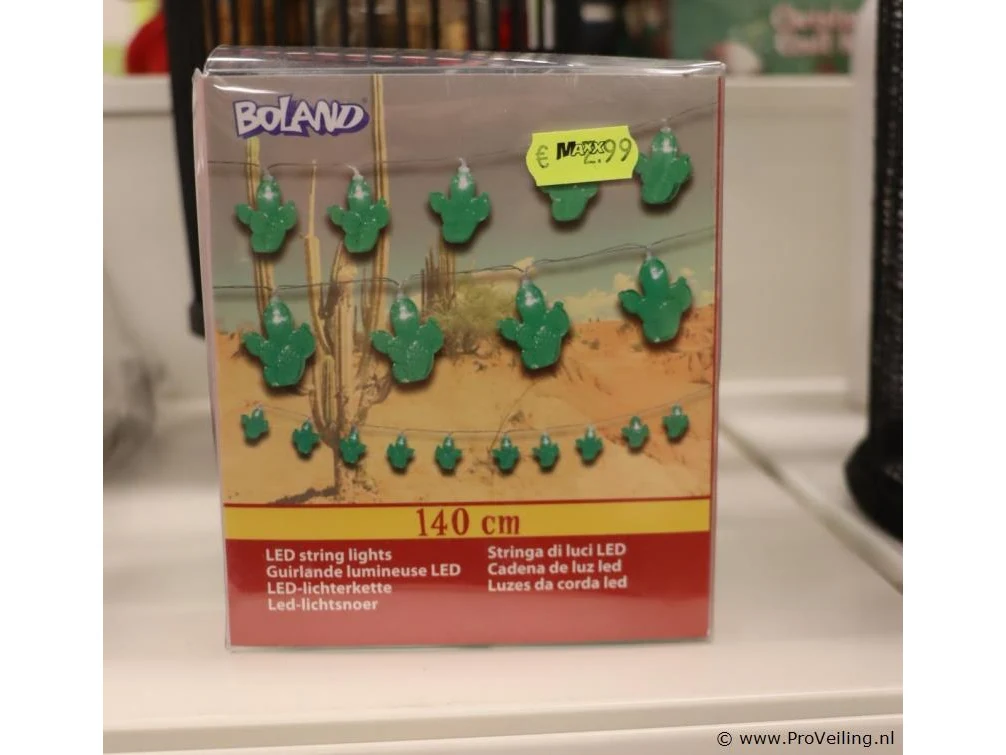 BOLAND
€ MAXX 2.99
140 cm
LED string lights
Guirlande lumineuse LED
LED-lichterkette
Led-lichtsnoer
Stringa di luci LED
Cadena de luz led
Luzes da corda led
© www.ProVeiling.nl